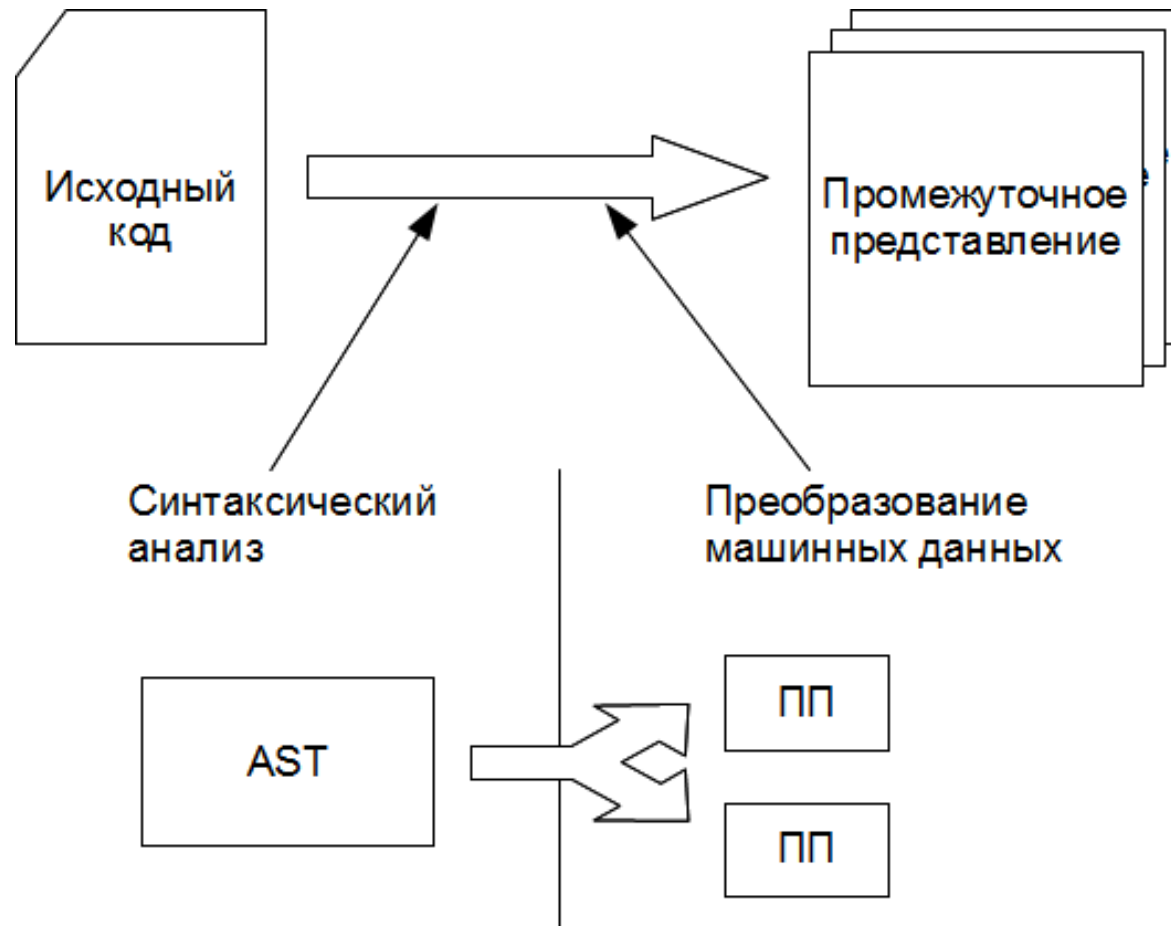 Исходный
код
Промежуточное
представление
Синтаксический
анализ
Преобразование
машинных данных
AST
ПП
ПП